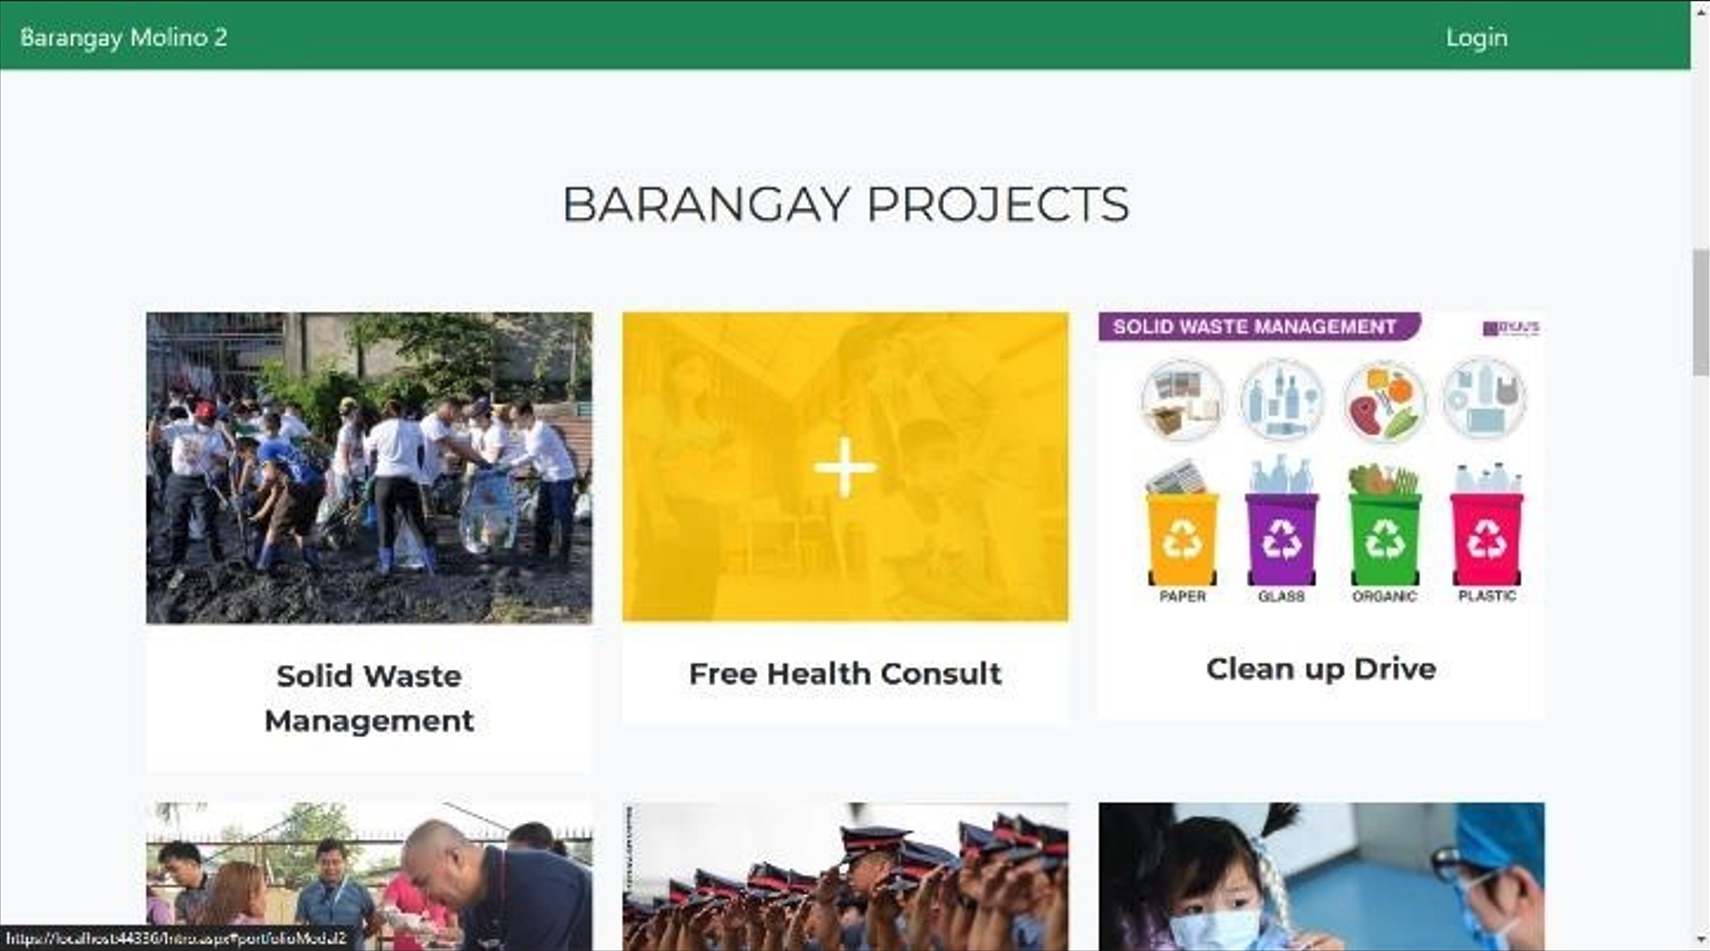 Barangay Molino 2
Login
BARANGAY PROJECTS
SOLID WASTE MANAGEMENT
BYJU'S
PAPER
GLASS
ORGANIC
PLASTIC
Solid Waste
Management
Free Health Consult
Clean up Drive
https://localhost:44336/Intro.aspx#portfolioModal2